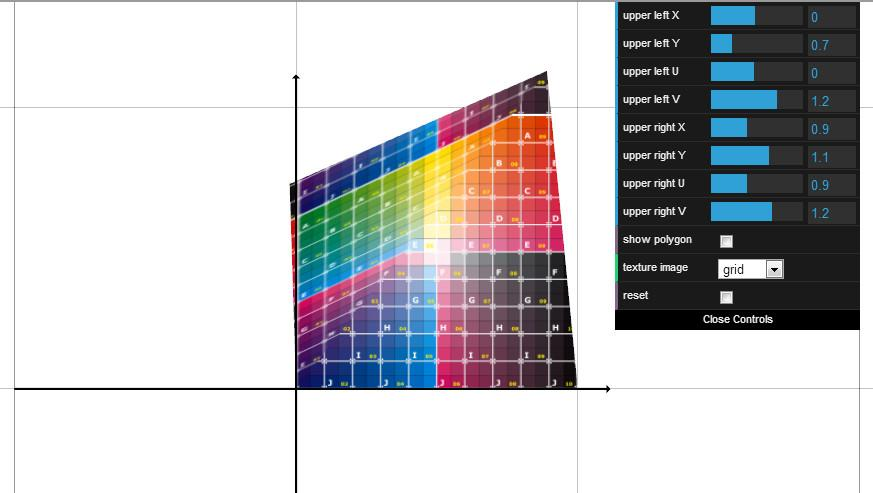 upper left X 0
upper left Y 0.7
upper left U 0
upper left V 1.2
upper right X 0.9
upper right Y 1.1
upper right U 0.9
upper right V 1.2
show polygon
texture image grid
reset
Close Controls
A
B
C C
D D D
E E E
F F F F
G G G
H H H H
I I I I
J J J J J